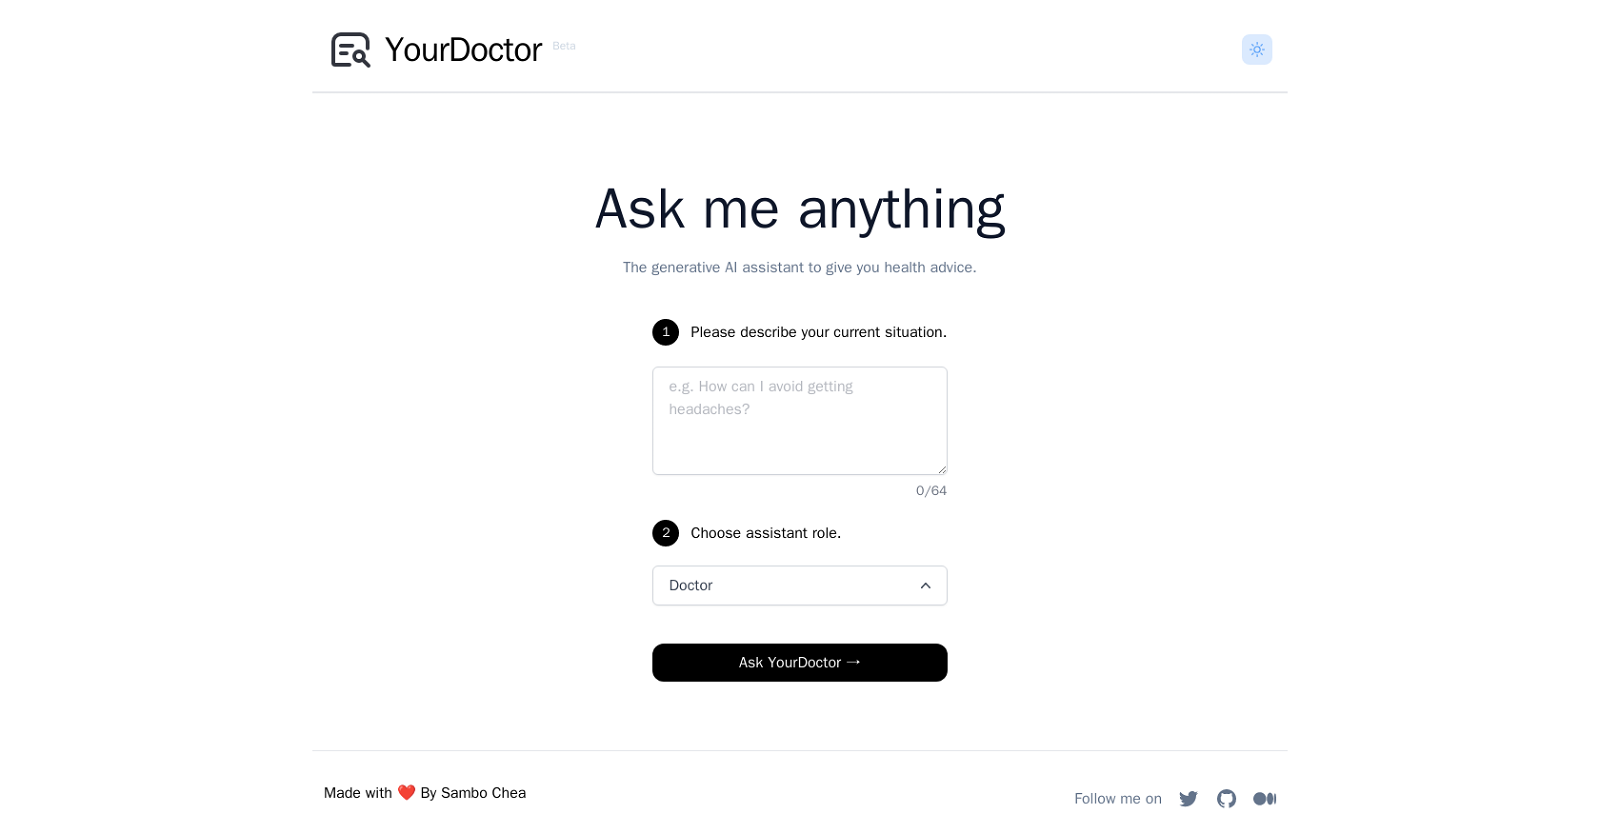 YourDoctor Beta
Ask me anything
The generative AI assistant to give you health advice.
1 Please describe your current situation.
e.g. How can I avoid getting
headaches?
0/64
2 Choose assistant role.
Doctor
Ask YourDoctor →
Made with ❤️ By Sambo Chea
Follow me on